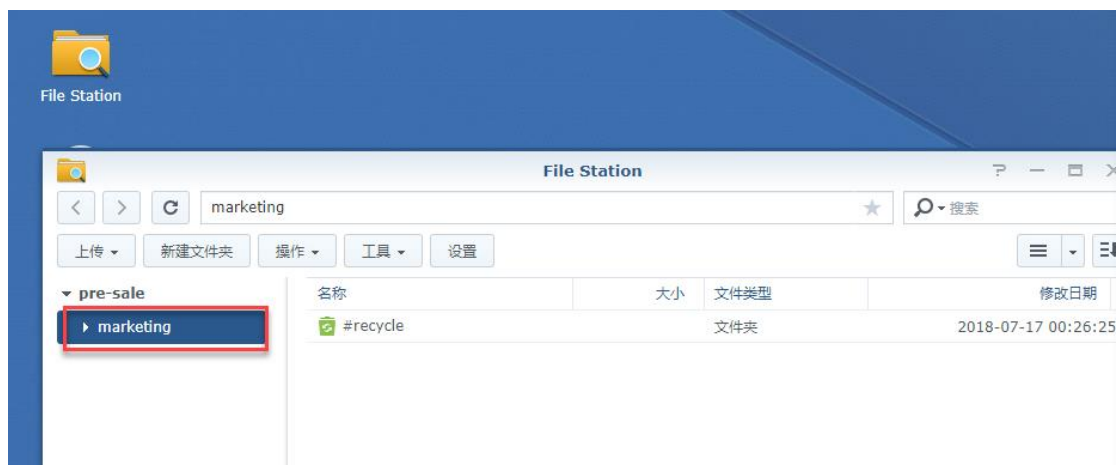 File Station
File Station
marketing
搜索
上传 新建文件夹 操作 工具 设置
pre-sale
名称 大小 文件类型 修改日期
marketing
#recycle 文件夹 2018-07-17 00:26:25